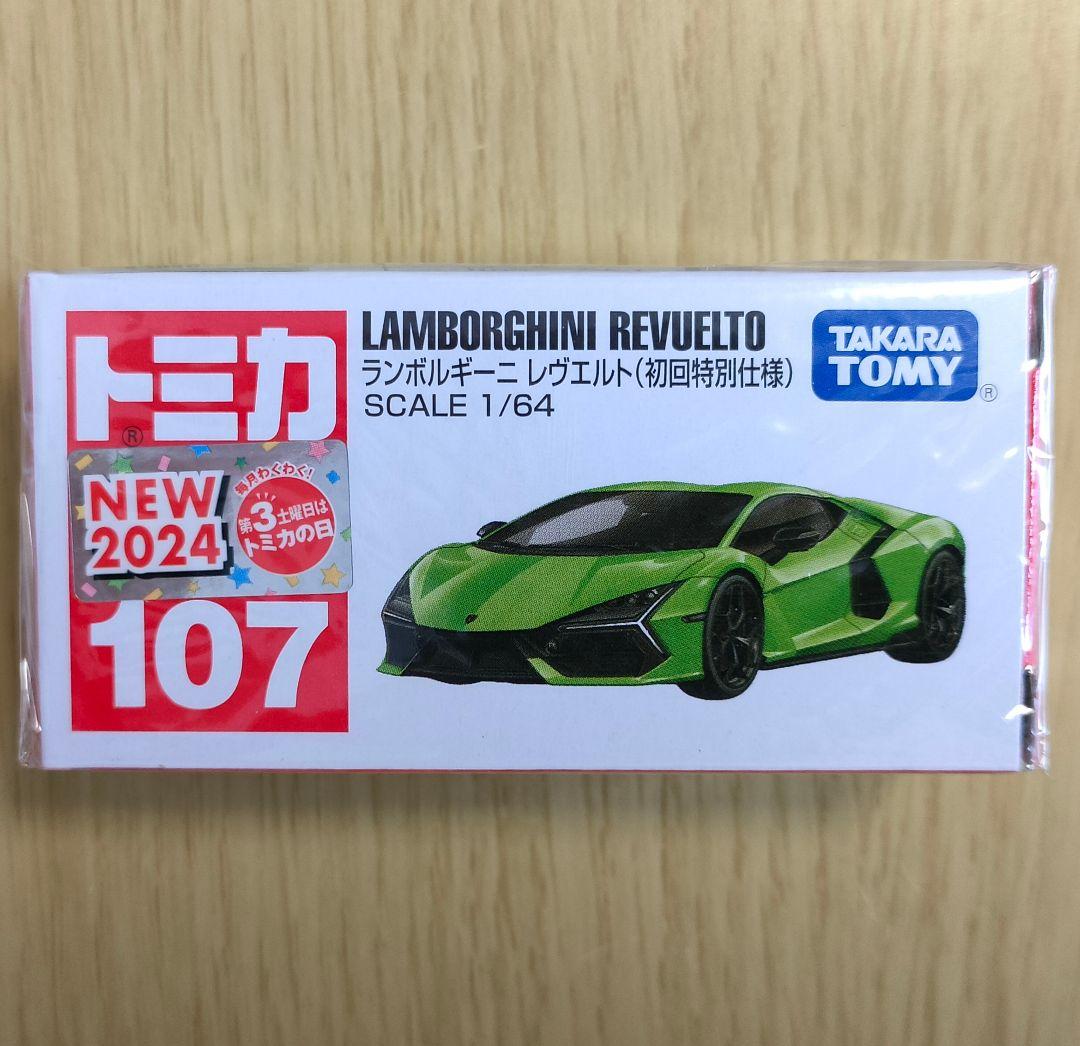 トミカ
®
NEW
2024
毎月わくわく!
第3土曜日は
トミカの日
107
LAMBORGHINI REVUELTO
ランボルギーニ レヴエルト(初回特別仕様)
SCALE 1/64
TAKARA
TOMY
®